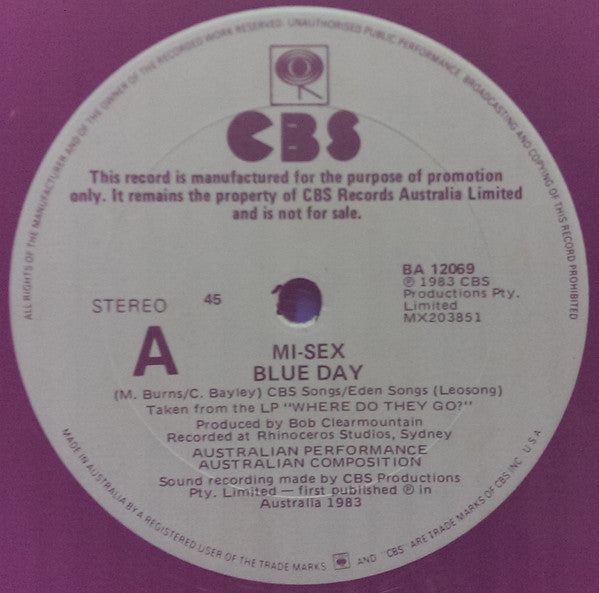 ALL RIGHTS OF THE MANUFACTURER AND OF THE OWNER OF THE RECORDED WORK RESERVED. UNAUTHORISED PUBLIC PERFORMANCE, BROADCASTING AND COPYING OF THIS RECORD PROHIBITED
CBS
This record is manufactured for the purpose of promotion
only. It remains the property of CBS Records Australia Limited
and is not for sale.
BA 12069
℗ 1983 CBS
Productions Pty.
Limited
MX203851
STEREO 45
A
MI-SEX
BLUE DAY
(M. Burns/C. Bayley) CBS Songs/Eden Songs (Leosong)
Taken from the LP "WHERE DO THEY GO?"
Produced by Bob Clearmountain
Recorded at Rhinoceros Studios, Sydney
AUSTRALIAN PERFORMANCE
AUSTRALIAN COMPOSITION
Sound recording made by CBS Productions
Pty. Limited — first published ℗ in
Australia 1983
MADE IN AUSTRALIA BY A REGISTERED USER OF THE TRADE MARKS AND "CBS" ARE TRADE MARKS OF CBS INC. U.S.A.